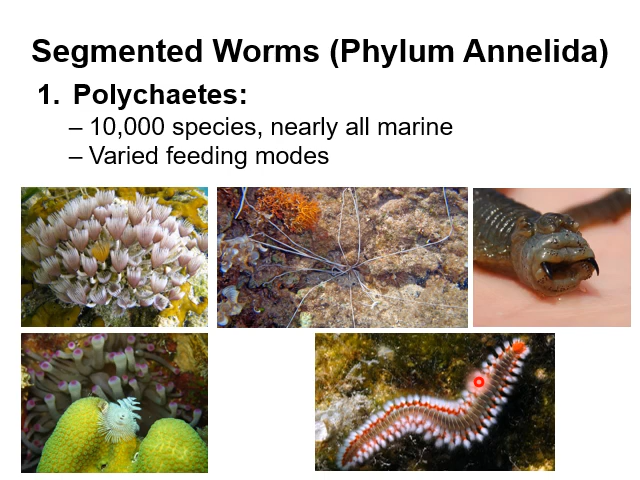 Segmented Worms (Phylum Annelida)
1. Polychaetes:
– 10,000 species, nearly all marine
– Varied feeding modes